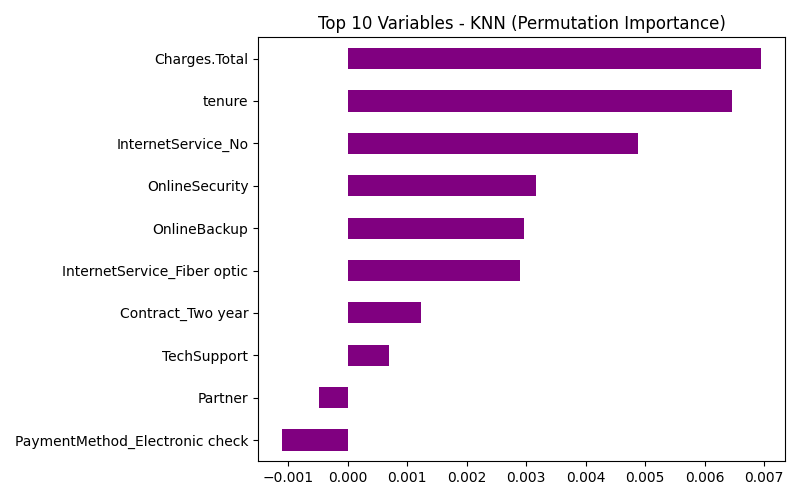 Top 10 Variables - KNN (Permutation Importance)
Charges.Total
tenure
InternetService_No
OnlineSecurity
OnlineBackup
InternetService_Fiber optic
Contract_Two year
TechSupport
Partner
PaymentMethod_Electronic check
−0.001 0.000 0.001 0.002 0.003 0.004 0.005 0.006 0.007